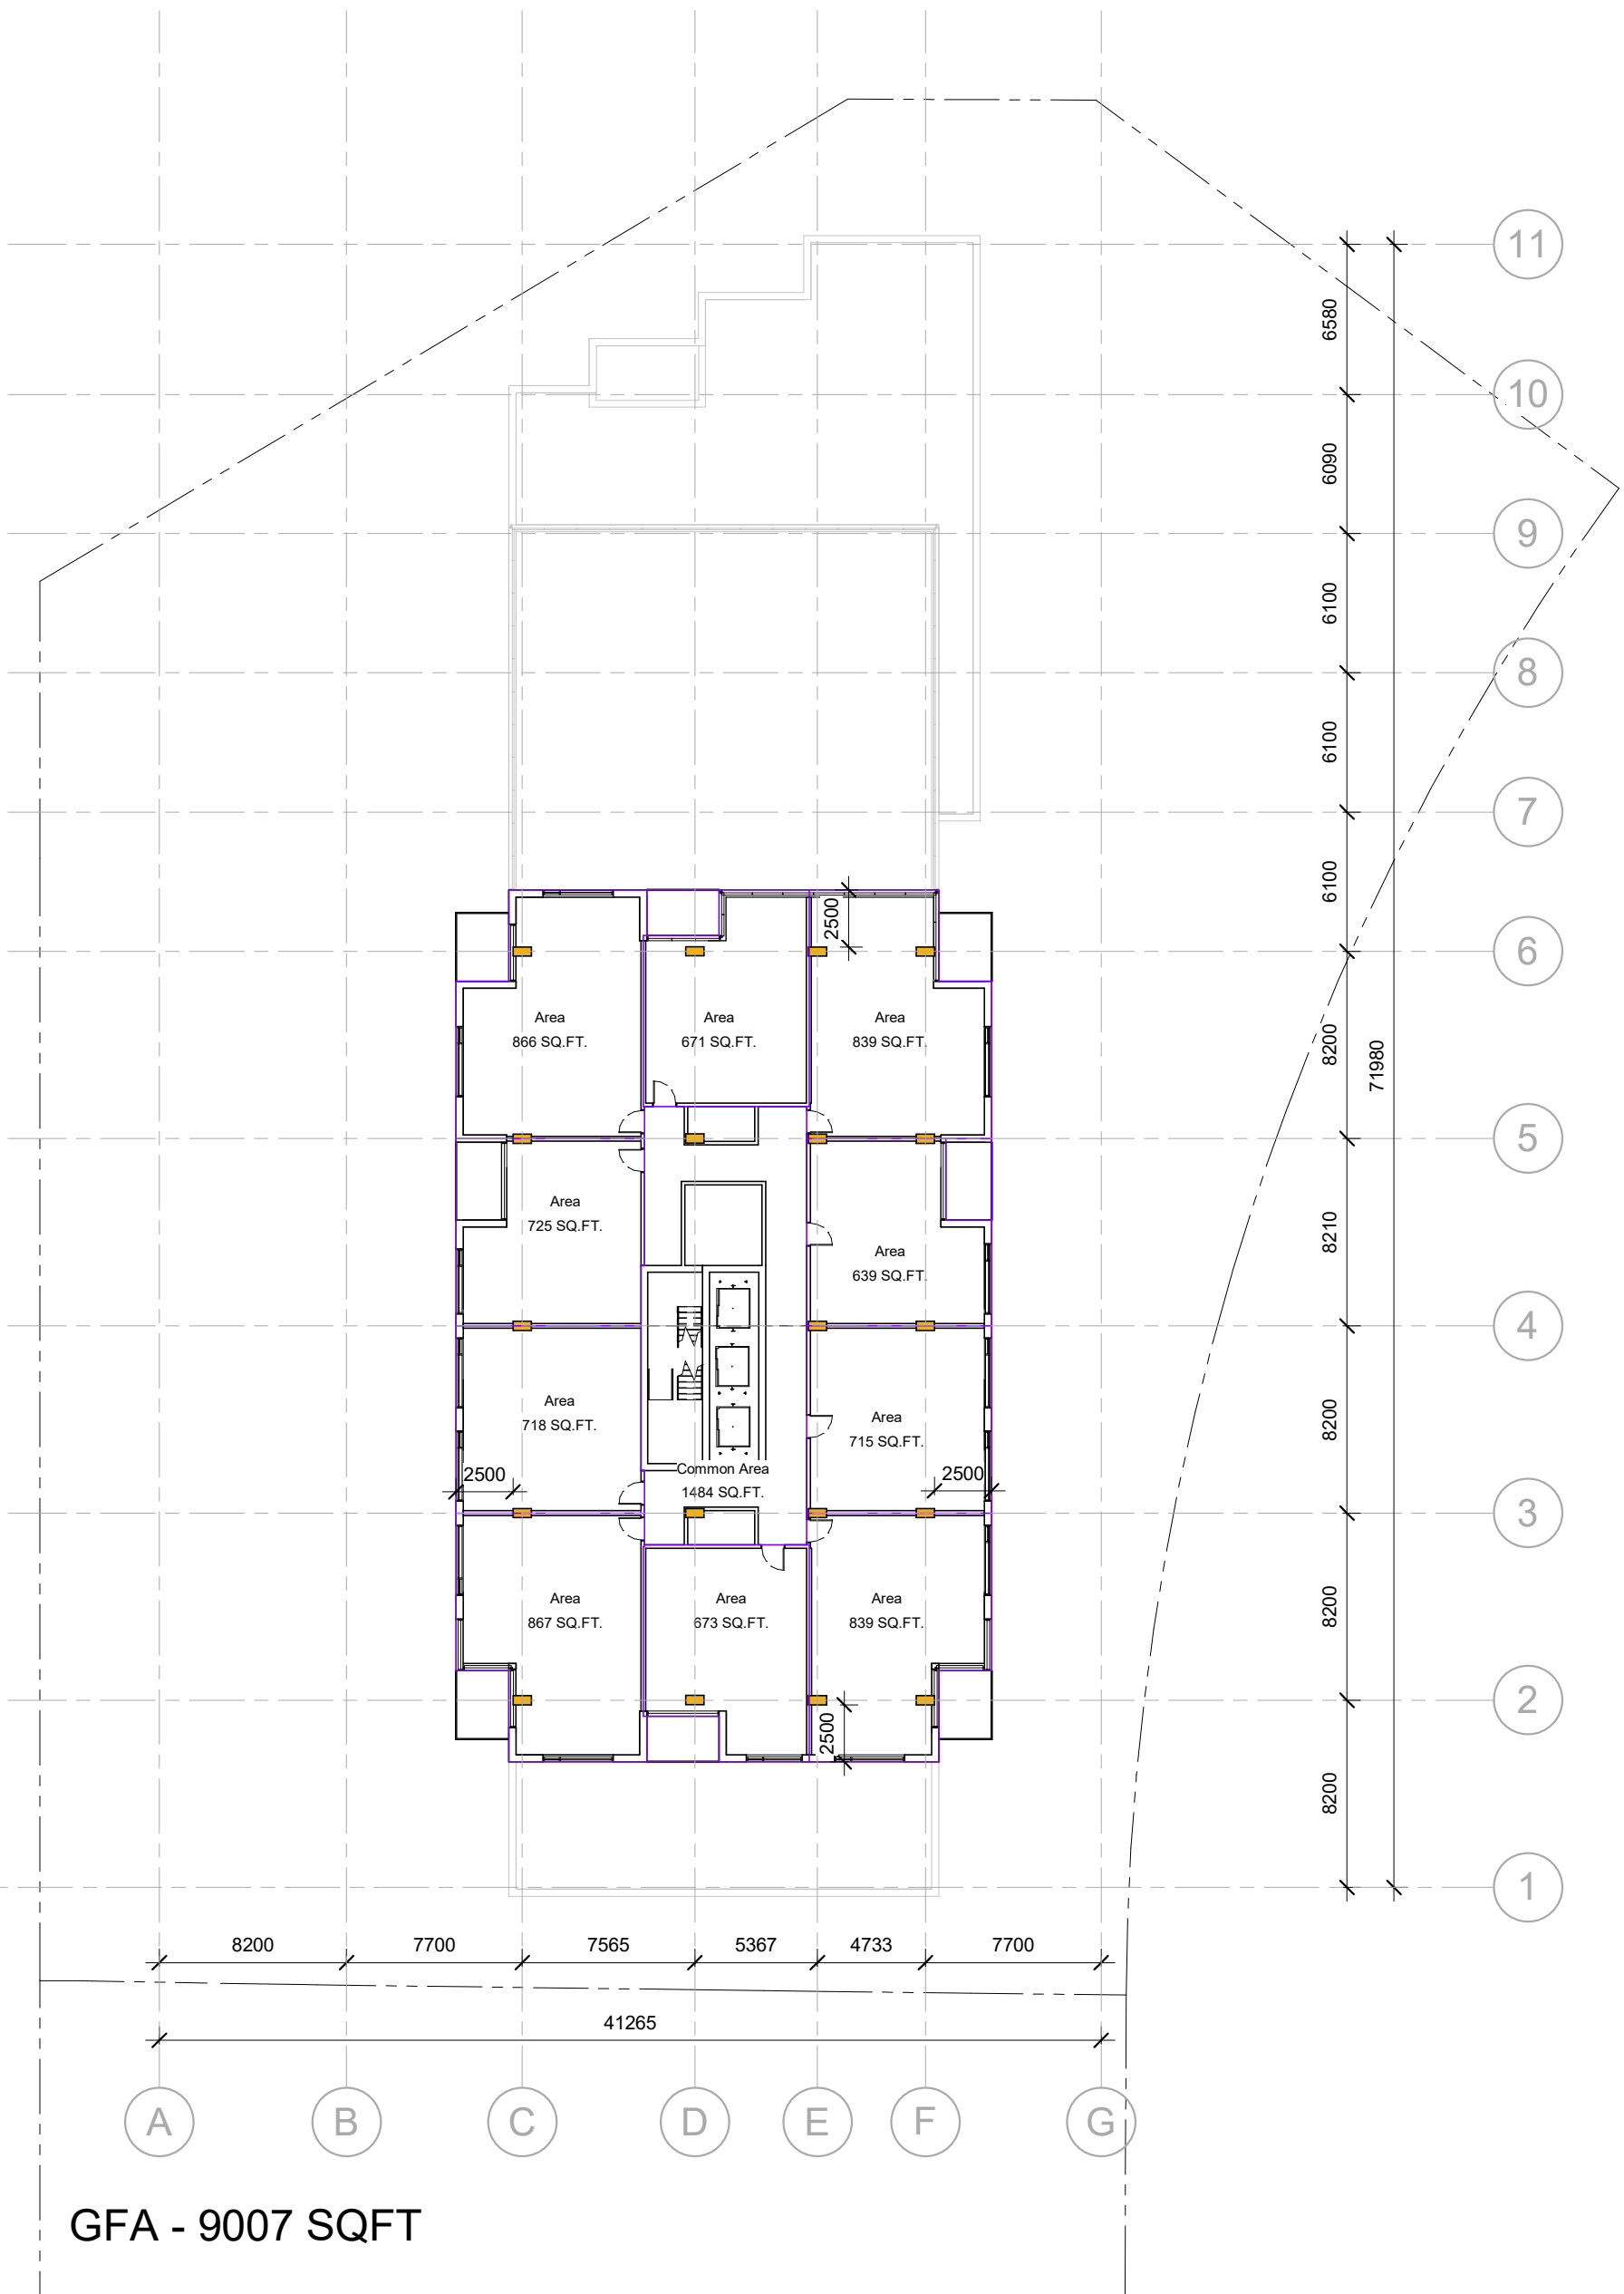 11
6580
10
6090
9
6100
8
6100
7
6100
2500
6
Area
866 SQ.FT.
Area
671 SQ.FT.
Area
839 SQ.FT.
8200
71980
5
Area
725 SQ.FT.
Area
639 SQ.FT.
8210
4
Area
718 SQ.FT.
Area
715 SQ.FT.
8200
2500
Common Area
1484 SQ.FT.
2500
3
Area
867 SQ.FT.
Area
673 SQ.FT.
Area
839 SQ.FT.
8200
2
2500
8200
1
8200
7700
7565
5367
4733
7700
41265
A
B
C
D
E
F
G
GFA - 9007 SQFT